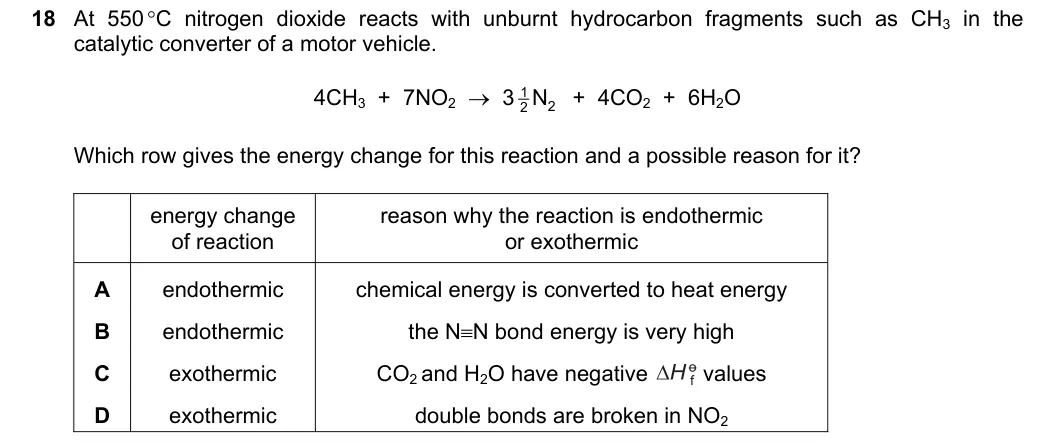 18 At 550 °C nitrogen dioxide reacts with unburnt hydrocarbon fragments such as CH₃ in the
catalytic converter of a motor vehicle.
4CH₃ + 7NO₂ → 3½N₂ + 4CO₂ + 6H₂O
Which row gives the energy change for this reaction and a possible reason for it?
energy change
of reaction
reason why the reaction is endothermic
or exothermic
A endothermic chemical energy is converted to heat energy
B endothermic the N≡N bond energy is very high
C exothermic CO₂ and H₂O have negative ΔH<sub>f</sub><sup>⊖</sup> values
D exothermic double bonds are broken in NO₂